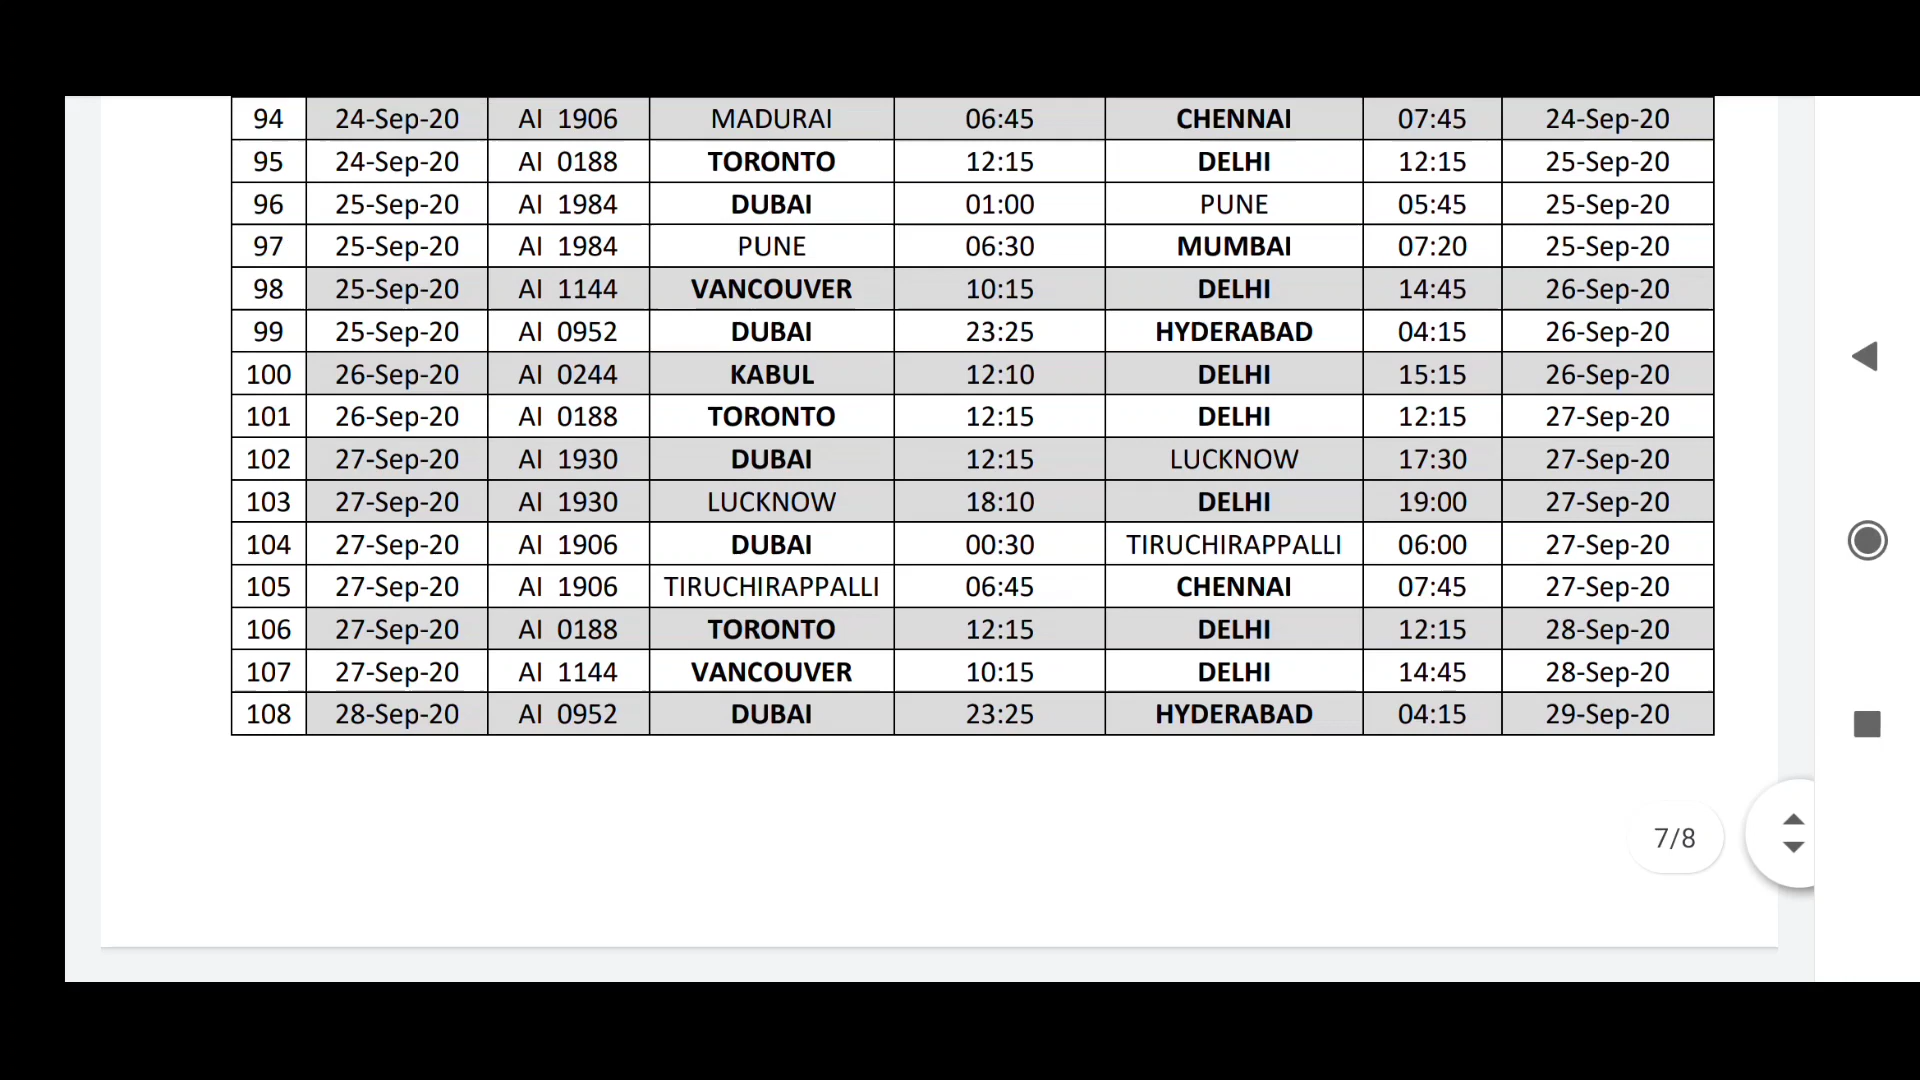 94 24-Sep-20 AI 1906 MADURAI 06:45 CHENNAI 07:45 24-Sep-20
95 24-Sep-20 AI 0188 TORONTO 12:15 DELHI 12:15 25-Sep-20
96 25-Sep-20 AI 1984 DUBAI 01:00 PUNE 05:45 25-Sep-20
97 25-Sep-20 AI 1984 PUNE 06:30 MUMBAI 07:20 25-Sep-20
98 25-Sep-20 AI 1144 VANCOUVER 10:15 DELHI 14:45 26-Sep-20
99 25-Sep-20 AI 0952 DUBAI 23:25 HYDERABAD 04:15 26-Sep-20
100 26-Sep-20 AI 0244 KABUL 12:10 DELHI 15:15 26-Sep-20
101 26-Sep-20 AI 0188 TORONTO 12:15 DELHI 12:15 27-Sep-20
102 27-Sep-20 AI 1930 DUBAI 12:15 LUCKNOW 17:30 27-Sep-20
103 27-Sep-20 AI 1930 LUCKNOW 18:10 DELHI 19:00 27-Sep-20
104 27-Sep-20 AI 1906 DUBAI 00:30 TIRUCHIRAPPALLI 06:00 27-Sep-20
105 27-Sep-20 AI 1906 TIRUCHIRAPPALLI 06:45 CHENNAI 07:45 27-Sep-20
106 27-Sep-20 AI 0188 TORONTO 12:15 DELHI 12:15 28-Sep-20
107 27-Sep-20 AI 1144 VANCOUVER 10:15 DELHI 14:45 28-Sep-20
108 28-Sep-20 AI 0952 DUBAI 23:25 HYDERABAD 04:15 29-Sep-20
7/8